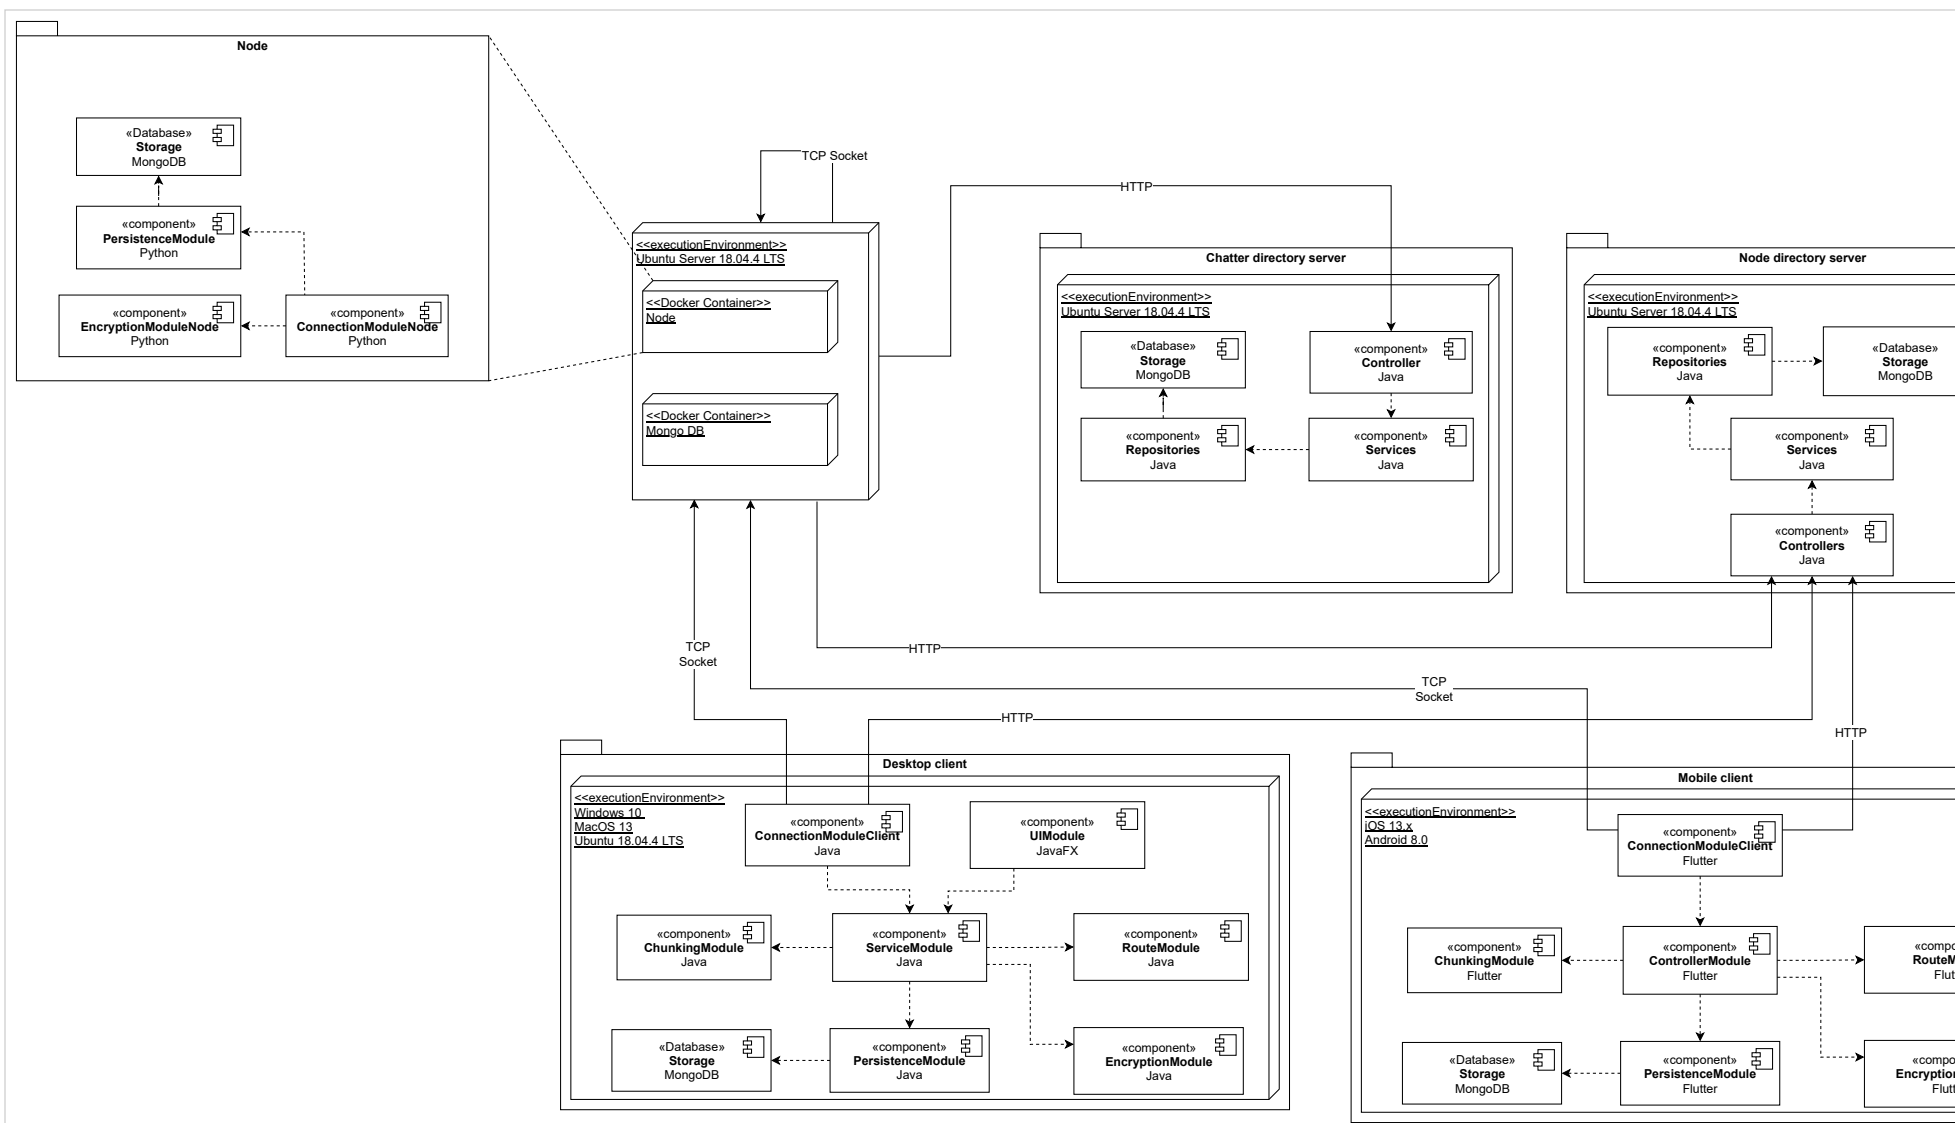 Node
«Database»
Storage
MongoDB
«component»
PersistenceModule
Python
«component»
EncryptionModuleNode
Python
«component»
ConnectionModuleNode
Python
TCP Socket
<<executionEnvironment>>
Ubuntu Server 18.04.4 LTS
<<Docker Container>>
Node
<<Docker Container>>
Mongo DB
HTTP
Chatter directory server
<<executionEnvironment>>
Ubuntu Server 18.04.4 LTS
«Database»
Storage
MongoDB
«component»
Controller
Java
«component»
Repositories
Java
«component»
Services
Java
Node directory server
<<executionEnvironment>>
Ubuntu Server 18.04.4 LTS
«component»
Repositories
Java
«Database»
Storage
MongoDB
«component»
Services
Java
«component»
Controllers
Java
TCP
Socket
HTTP
TCP
Socket
HTTP
HTTP
Desktop client
<<executionEnvironment>>
Windows 10
MacOS 13
Ubuntu 18.04.4 LTS
«component»
ConnectionModuleClient
Java
«component»
UIModule
JavaFX
«component»
ChunkingModule
Java
«component»
ServiceModule
Java
«component»
RouteModule
Java
«Database»
Storage
MongoDB
«component»
PersistenceModule
Java
«component»
EncryptionModule
Java
Mobile client
<<executionEnvironment>>
iOS 13.x
Android 8.0
«component»
ConnectionModuleClient
Flutter
«component»
ChunkingModule
Flutter
«component»
ControllerModule
Flutter
«Database»
Storage
MongoDB
«component»
PersistenceModule
Flutter